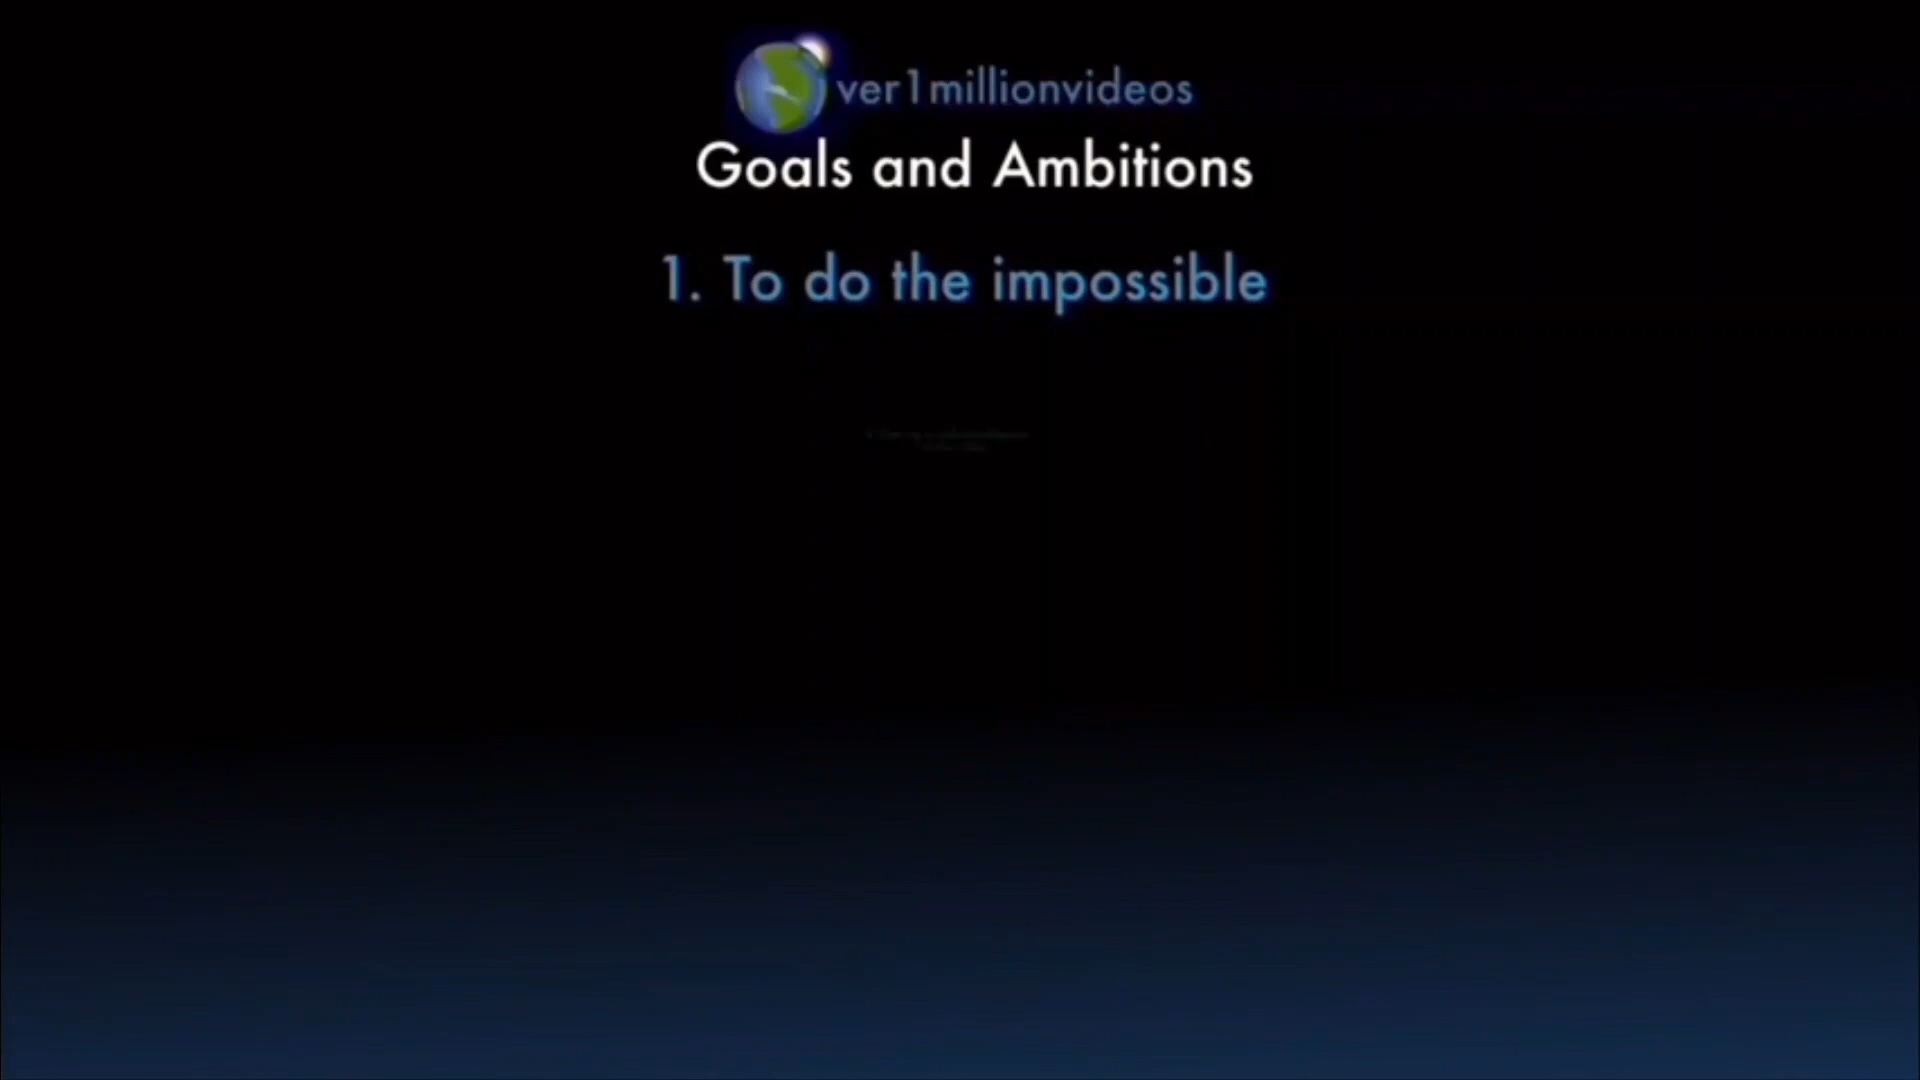 ver1millionvideos
Goals and Ambitions
1. To do the impossible